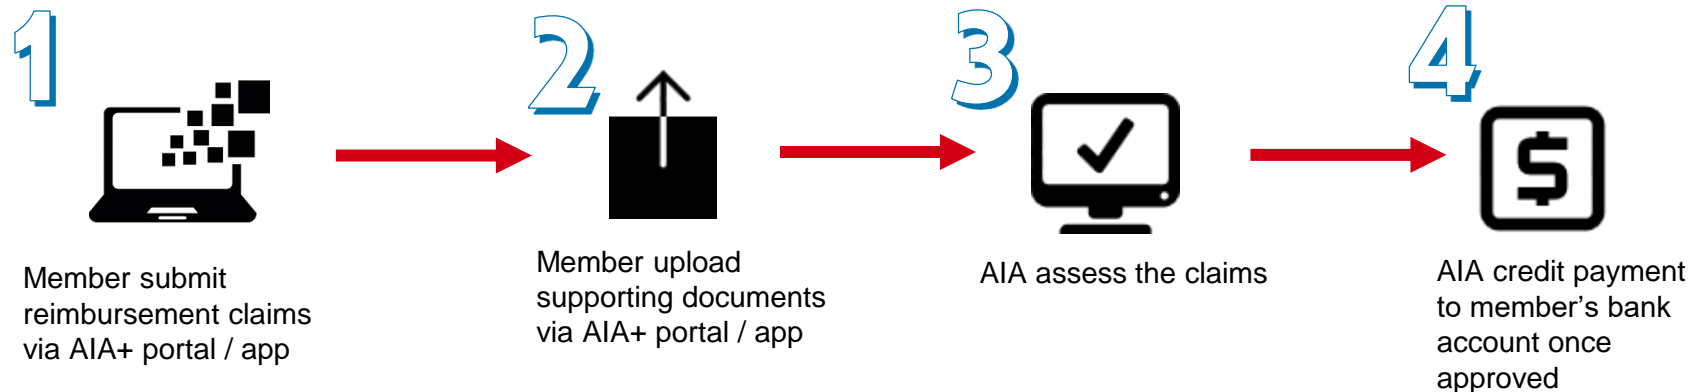 1
Member submit
reimbursement claims
via AIA+ portal / app
2
Member upload
supporting documents
via AIA+ portal / app
3
AIA assess the claims
4
$
AIA credit payment
to member’s bank
account once
approved